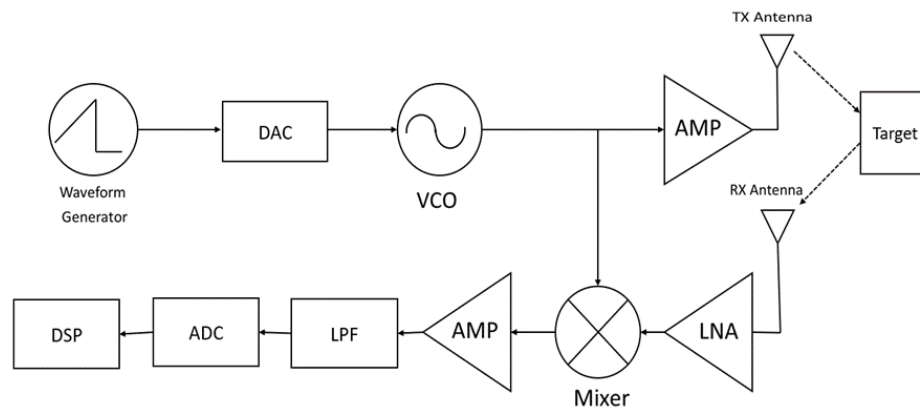 TX Antenna
DAC
AMP
Target
Waveform
Generator
VCO
RX Antenna
DSP
ADC
LPF
AMP
LNA
Mixer